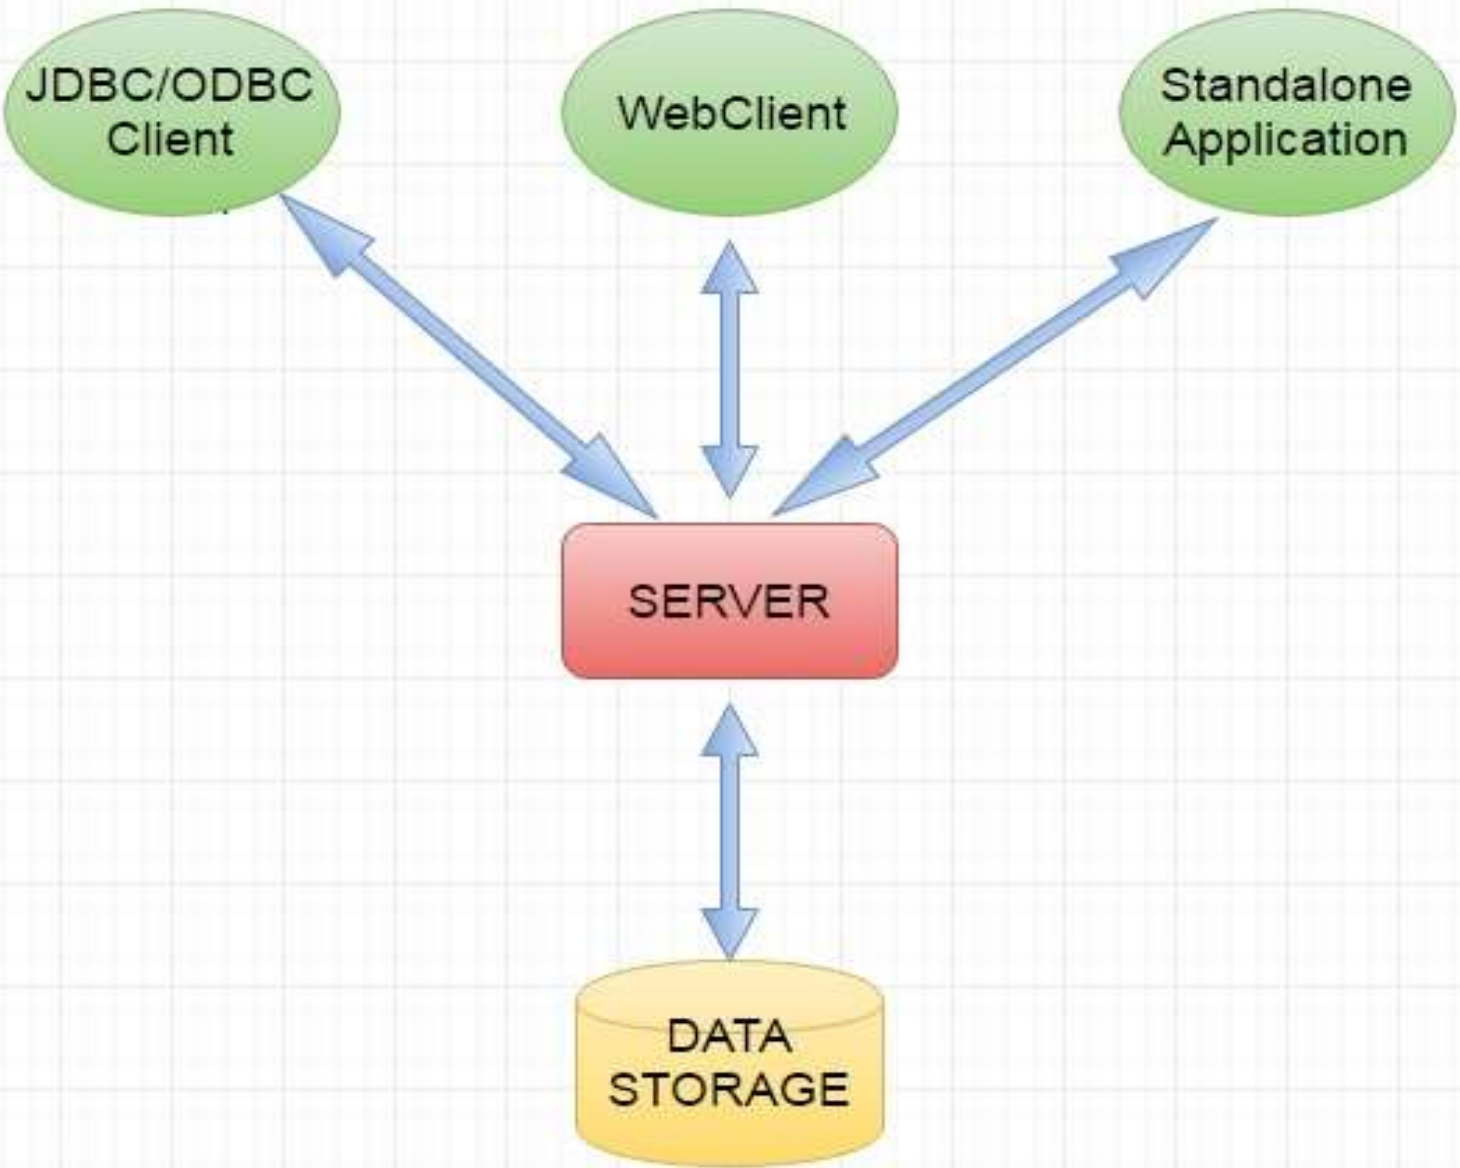 JDBC/ODBC
Client
WebClient
Standalone
Application
SERVER
DATA
STORAGE